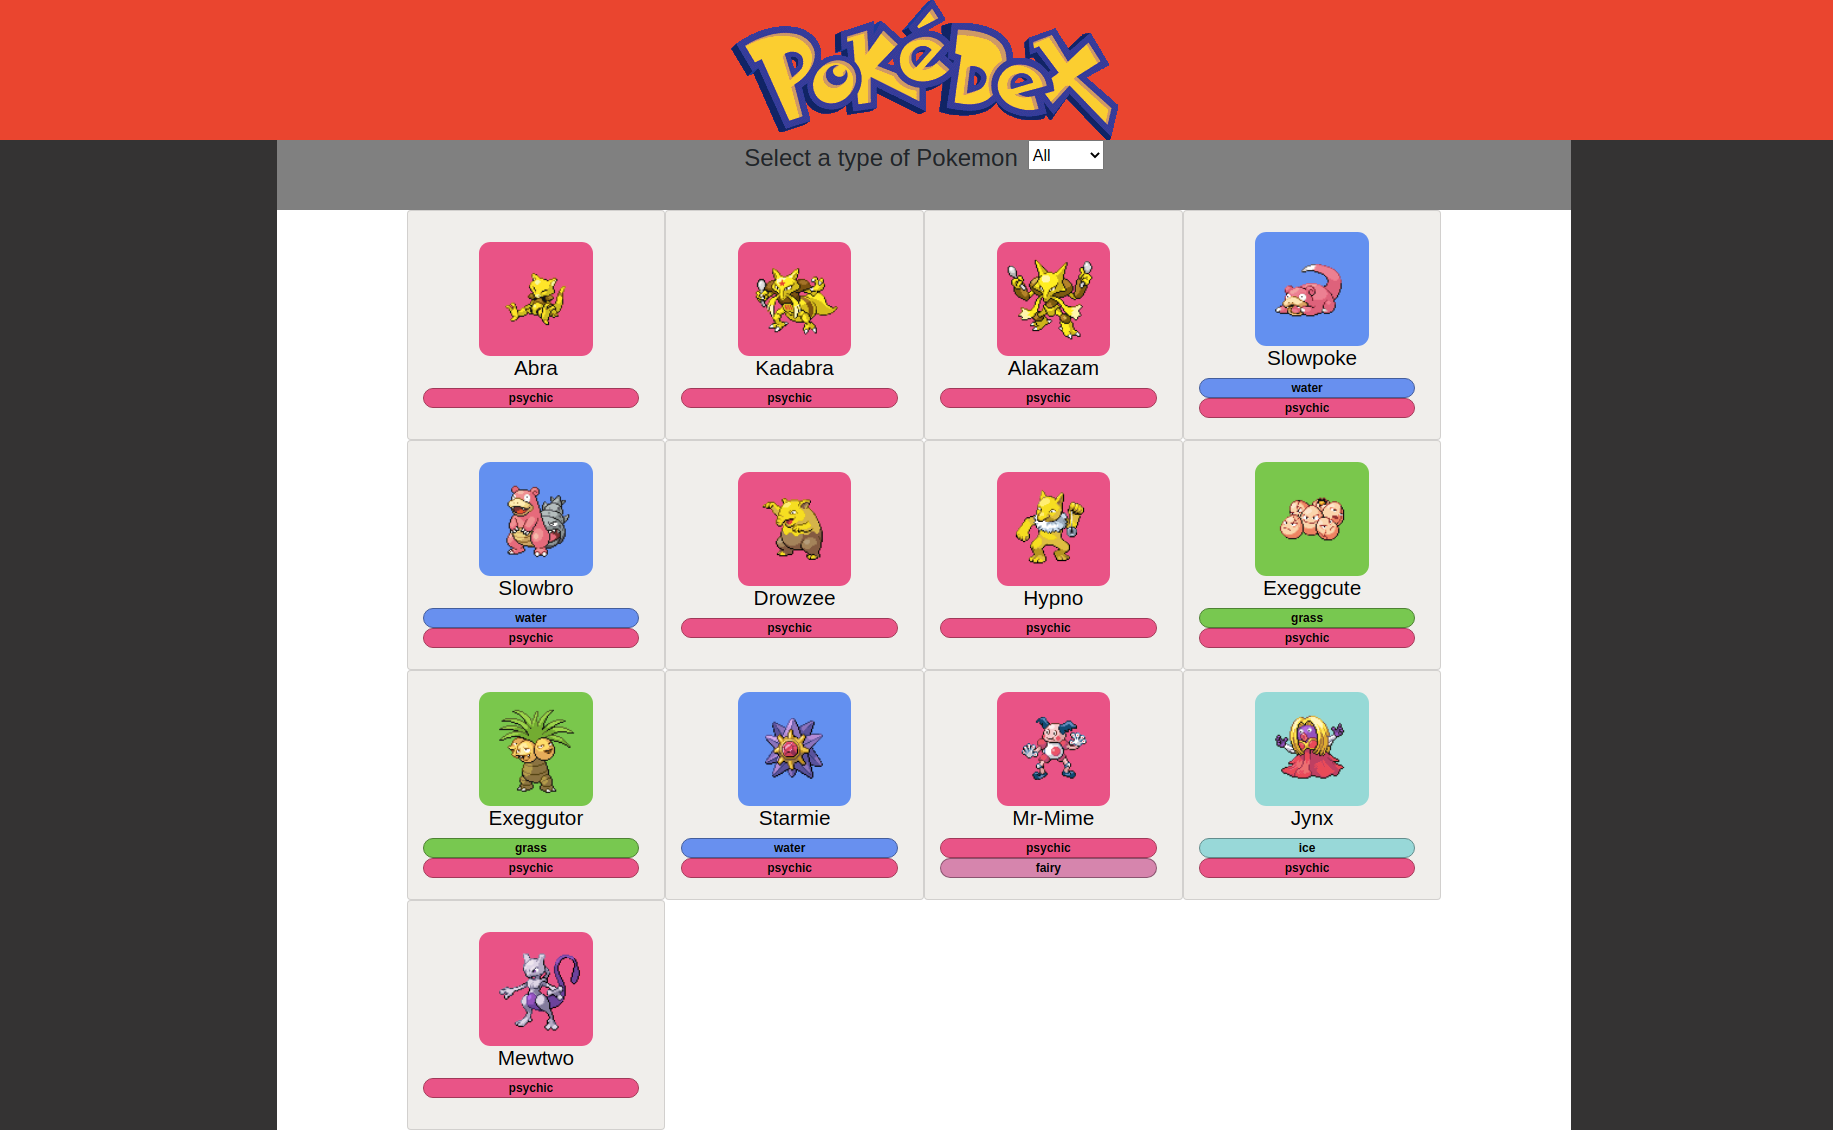 PokéDex
Select a type of Pokemon All
Abra
psychic
Kadabra
psychic
Alakazam
psychic
Slowpoke
water
psychic
Slowbro
water
psychic
Drowzee
psychic
Hypno
psychic
Exeggcute
grass
psychic
Exeggutor
grass
psychic
Starmie
water
psychic
Mr-Mime
psychic
fairy
Jynx
ice
psychic
Mewtwo
psychic